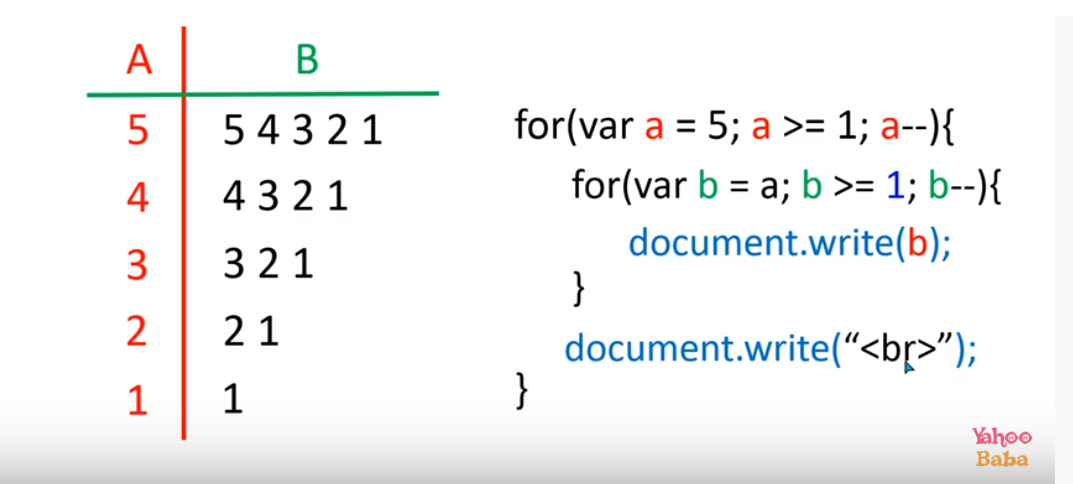 A B
5 5 4 3 2 1
4 4 3 2 1
3 3 2 1
2 2 1
1 1
for(var a = 5; a >= 1; a--){
for(var b = a; b >= 1; b--){
document.write(b);
}
document.write(“<br>”);
}
Yahoo
Baba